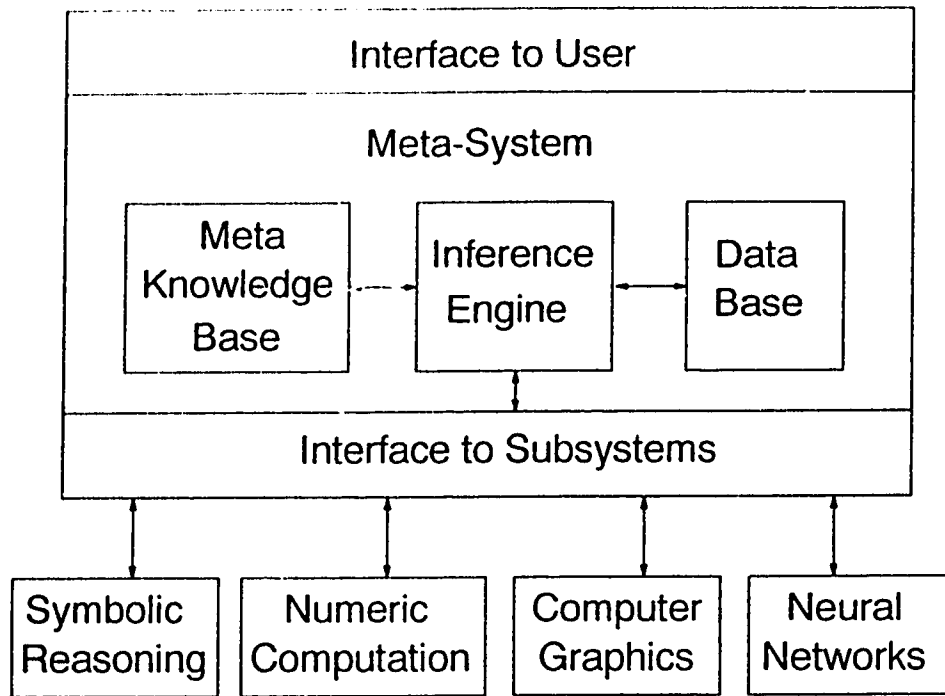 Interface to User
Meta-System
Meta
Knowledge
Base
Inference
Engine
Data
Base
Interface to Subsystems
Symbolic
Reasoning
Numeric
Computation
Computer
Graphics
Neural
Networks